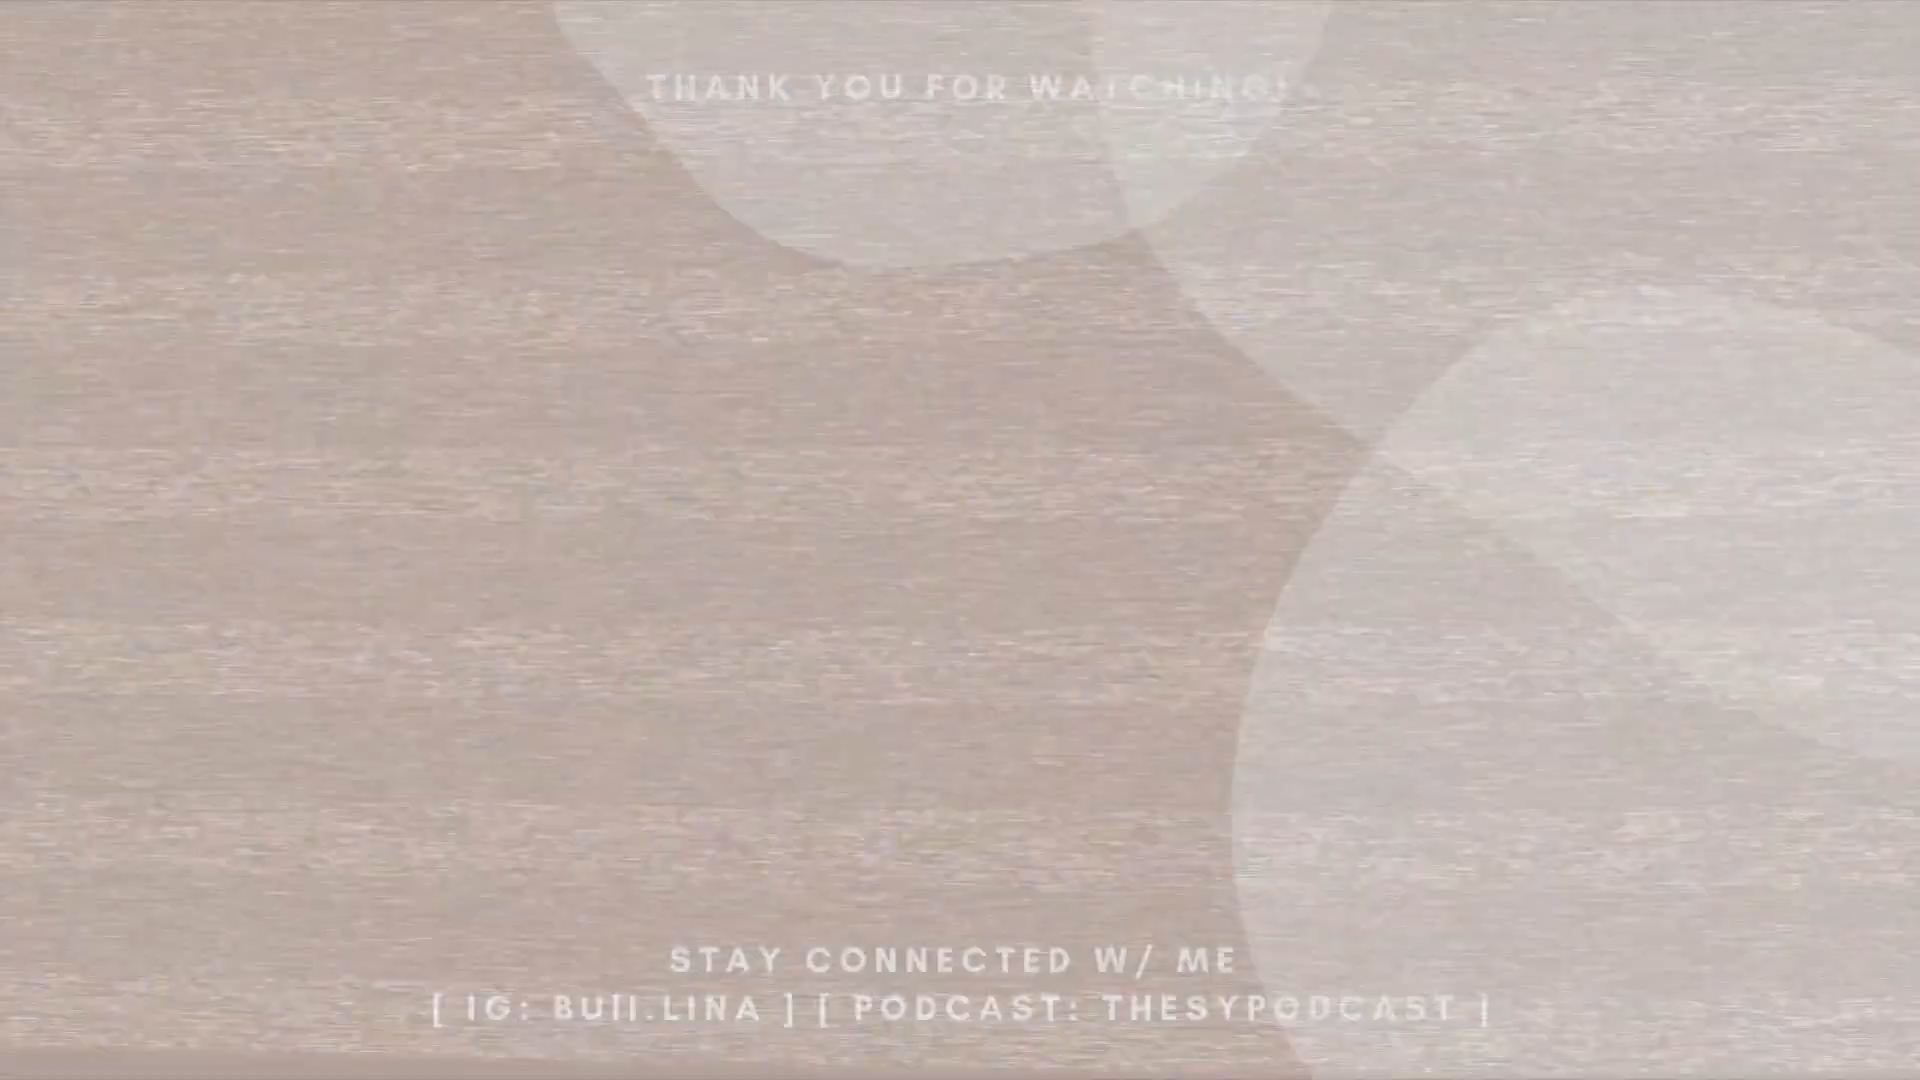 THANK YOU FOR WATCHING!
STAY CONNECTED W/ ME
[ IG: BUII.LINA ] [ PODCAST: THESYPODCAST ]